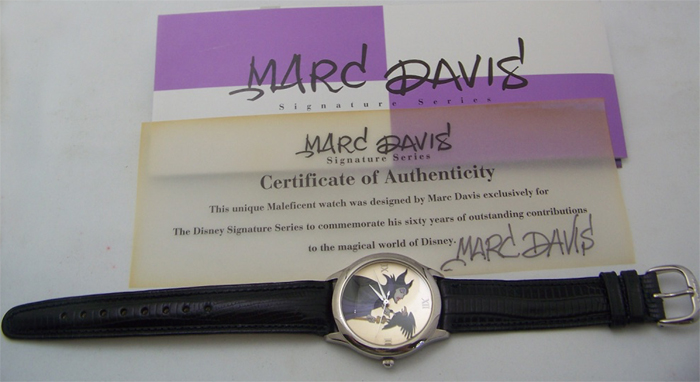 MARC DAVIS
Signature Series
MARC DAVIS
Signature Series
Certificate of Authenticity
This unique Maleficent watch was designed by Marc Davis exclusively for
The Disney Signature Series to commemorate his sixty years of outstanding contributions
to the magical world of Disney.
MARC DAVIS
XII